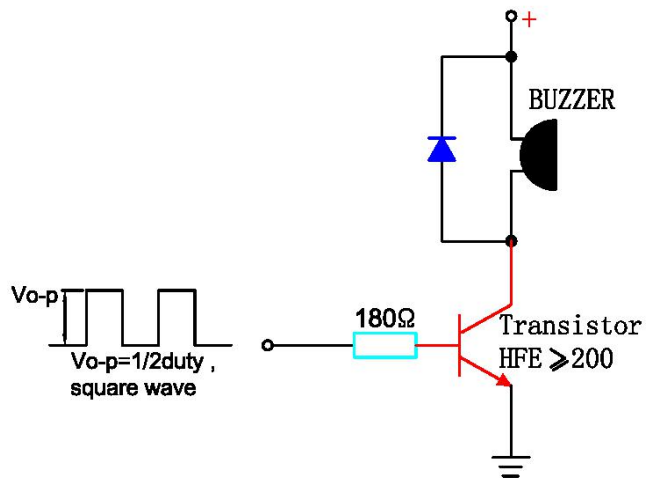 +
BUZZER
Vo-p
180Ω
Transistor
HFE ⩾200
Vo-p=1/2duty ,
square wave